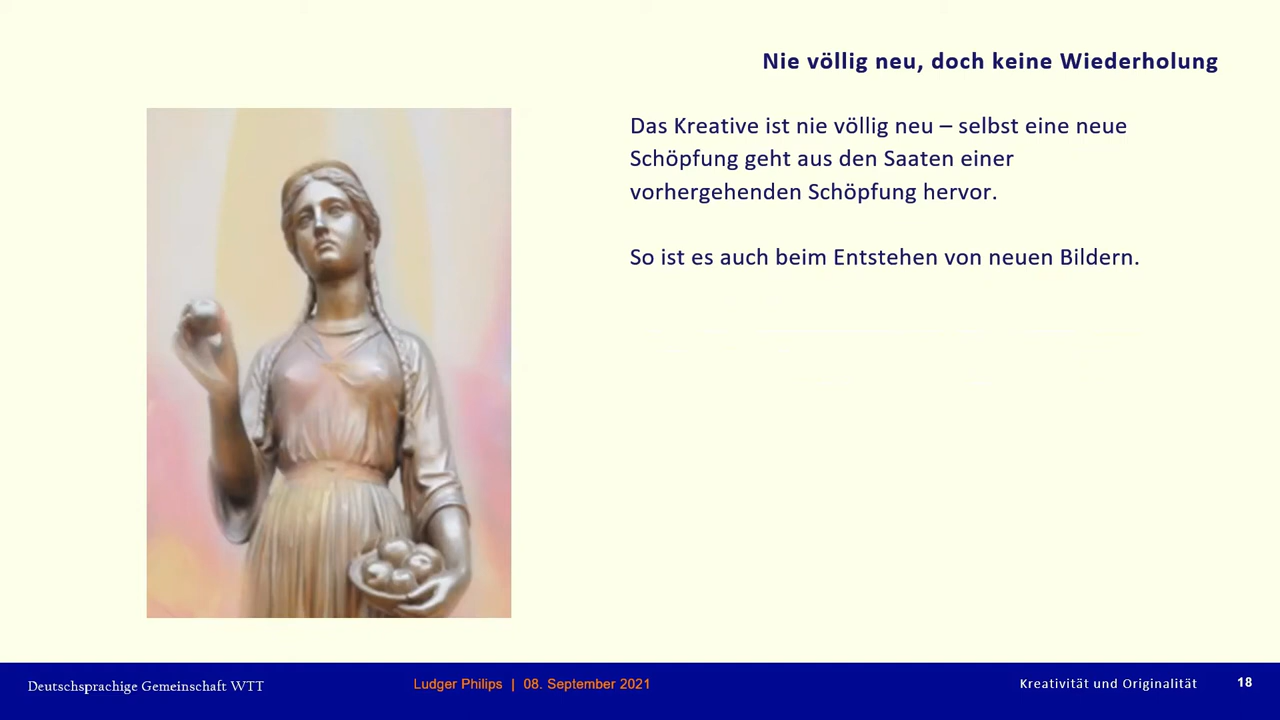 Nie völlig neu, doch keine Wiederholung
Das Kreative ist nie völlig neu – selbst eine neue
Schöpfung geht aus den Saaten einer
vorhergehenden Schöpfung hervor.
So ist es auch beim Entstehen von neuen Bildern.
Deutschsprachige Gemeinschaft WTT
Ludger Philips | 08. September 2021
Kreativität und Originalität
18